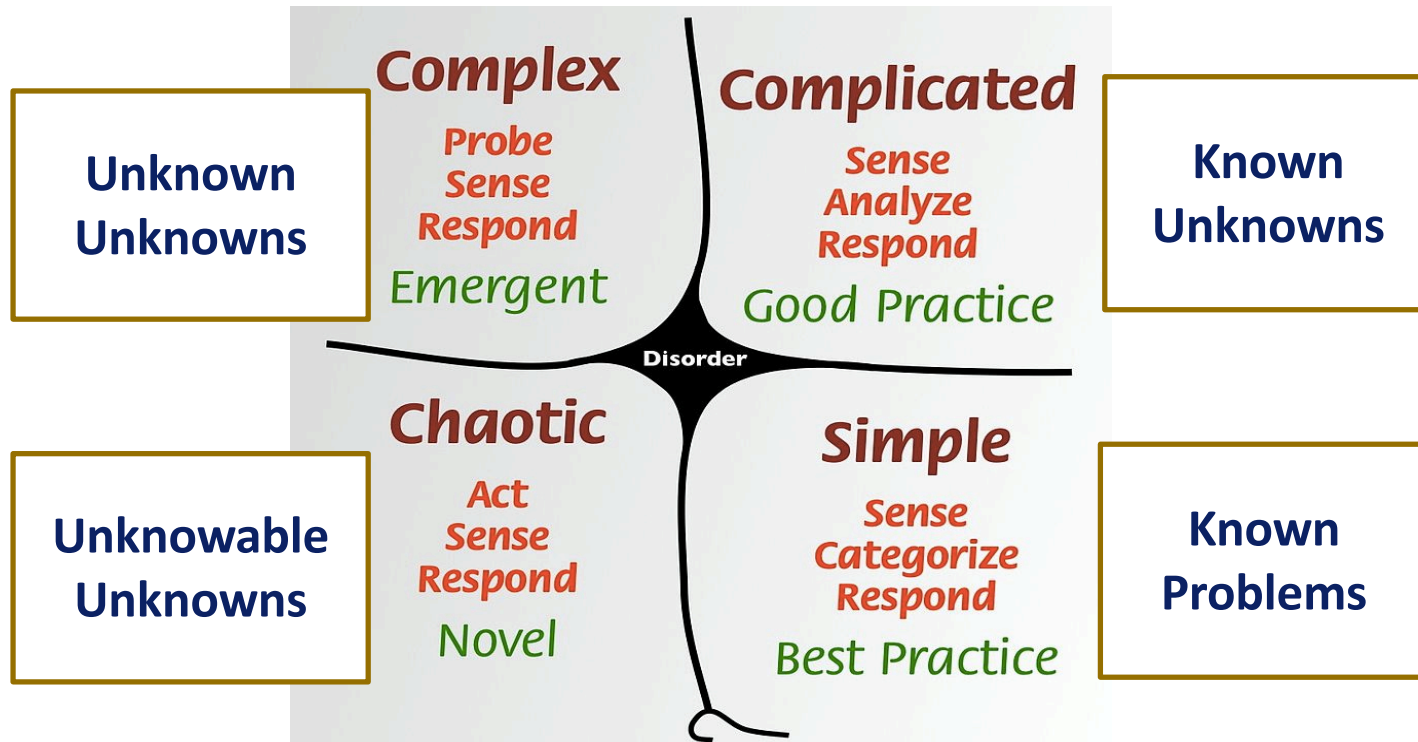 Unknown
Unknowns
Complex
Probe
Sense
Respond
Emergent
Complicated
Sense
Analyze
Respond
Good Practice
Known
Unknowns
Disorder
Unknowable
Unknowns
Chaotic
Act
Sense
Respond
Novel
Simple
Sense
Categorize
Respond
Best Practice
Known
Problems